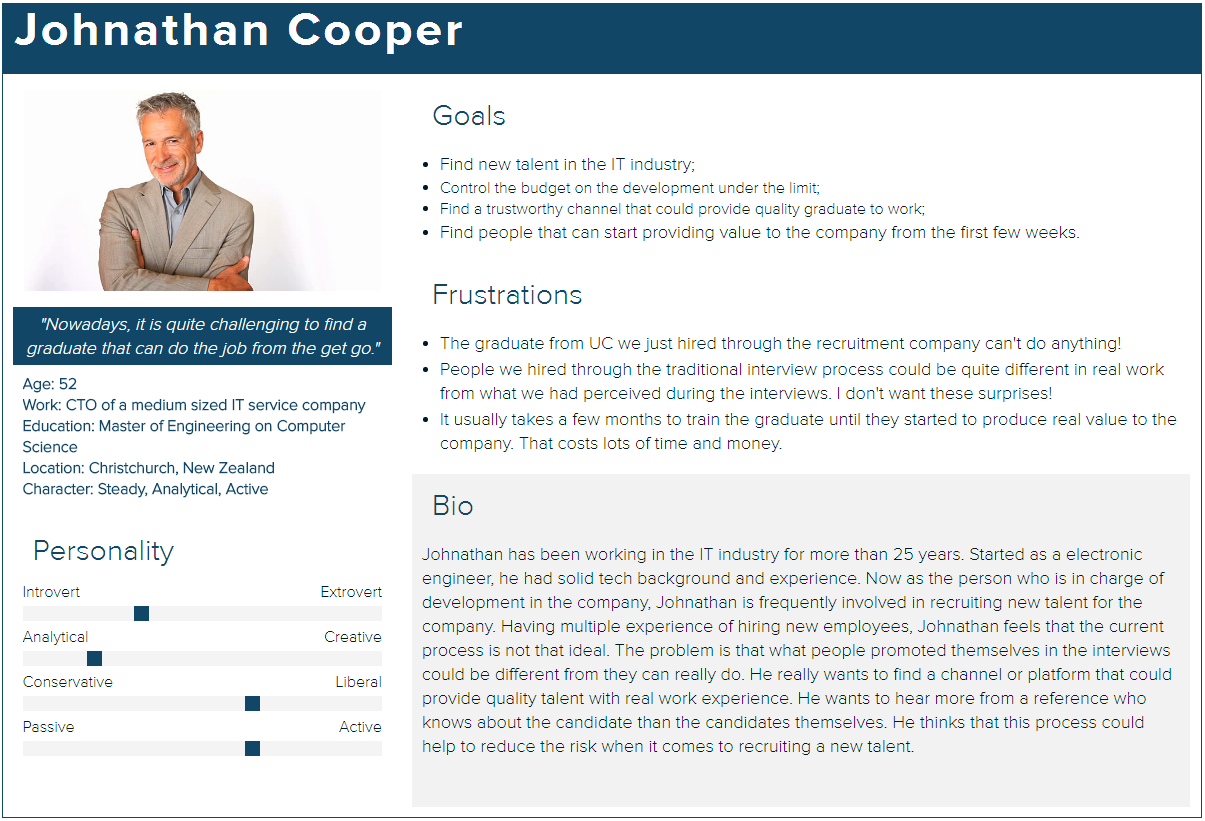 Johnathan Cooper
"Nowadays, it is quite challenging to find a
graduate that can do the job from the get go."
Age: 52
Work: CTO of a medium sized IT service company
Education: Master of Engineering on Computer
Science
Location: Christchurch, New Zealand
Character: Steady, Analytical, Active
Personality
Introvert Extrovert
Analytical Creative
Conservative Liberal
Passive Active
Goals
• Find new talent in the IT industry;
• Control the budget on the development under the limit;
• Find a trustworthy channel that could provide quality graduate to work;
• Find people that can start providing value to the company from the first few weeks.
Frustrations
• The graduate from UC we just hired through the recruitment company can't do anything!
• People we hired through the traditional interview process could be quite different in real work
from what we had perceived during the interviews. I don't want these surprises!
• It usually takes a few months to train the graduate until they started to produce real value to the
company. That costs lots of time and money.
Bio
Johnathan has been working in the IT industry for more than 25 years. Started as a electronic
engineer, he had solid tech background and experience. Now as the person who is in charge of
development in the company, Johnathan is frequently involved in recruiting new talent for the
company. Having multiple experience of hiring new employees, Johnathan feels that the current
process is not that ideal. The problem is that what people promoted themselves in the interviews
could be different from they can really do. He really wants to find a channel or platform that could
provide quality talent with real work experience. He wants to hear more from a reference who
knows about the candidate than the candidates themselves. He thinks that this process could
help to reduce the risk when it comes to recruiting a new talent.